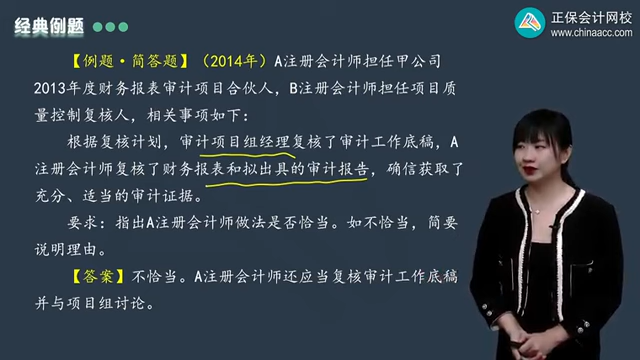 经典例题
正保会计网校
www.chinaacc.com
【例题·简答题】（2014年）A注册会计师担任甲公司
2013年度财务报表审计项目合伙人，B注册会计师担任项目质
量控制复核人，相关事项如下：
根据复核计划，审计项目组经理复核了审计工作底稿，A
注册会计师复核了财务报表和拟出具的审计报告，确信获取了
充分、适当的审计证据。
要求：指出A注册会计师做法是否恰当。如不恰当，简要
说明理由。
【答案】不恰当。A注册会计师还应当复核审计工作底稿
并与项目组讨论。